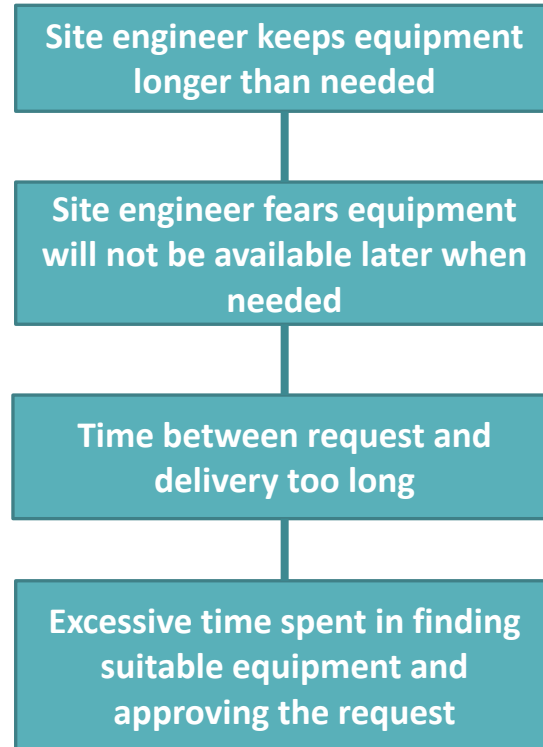 Site engineer keeps equipment
longer than needed
Site engineer fears equipment
will not be available later when
needed
Time between request and
delivery too long
Excessive time spent in finding
suitable equipment and
approving the request